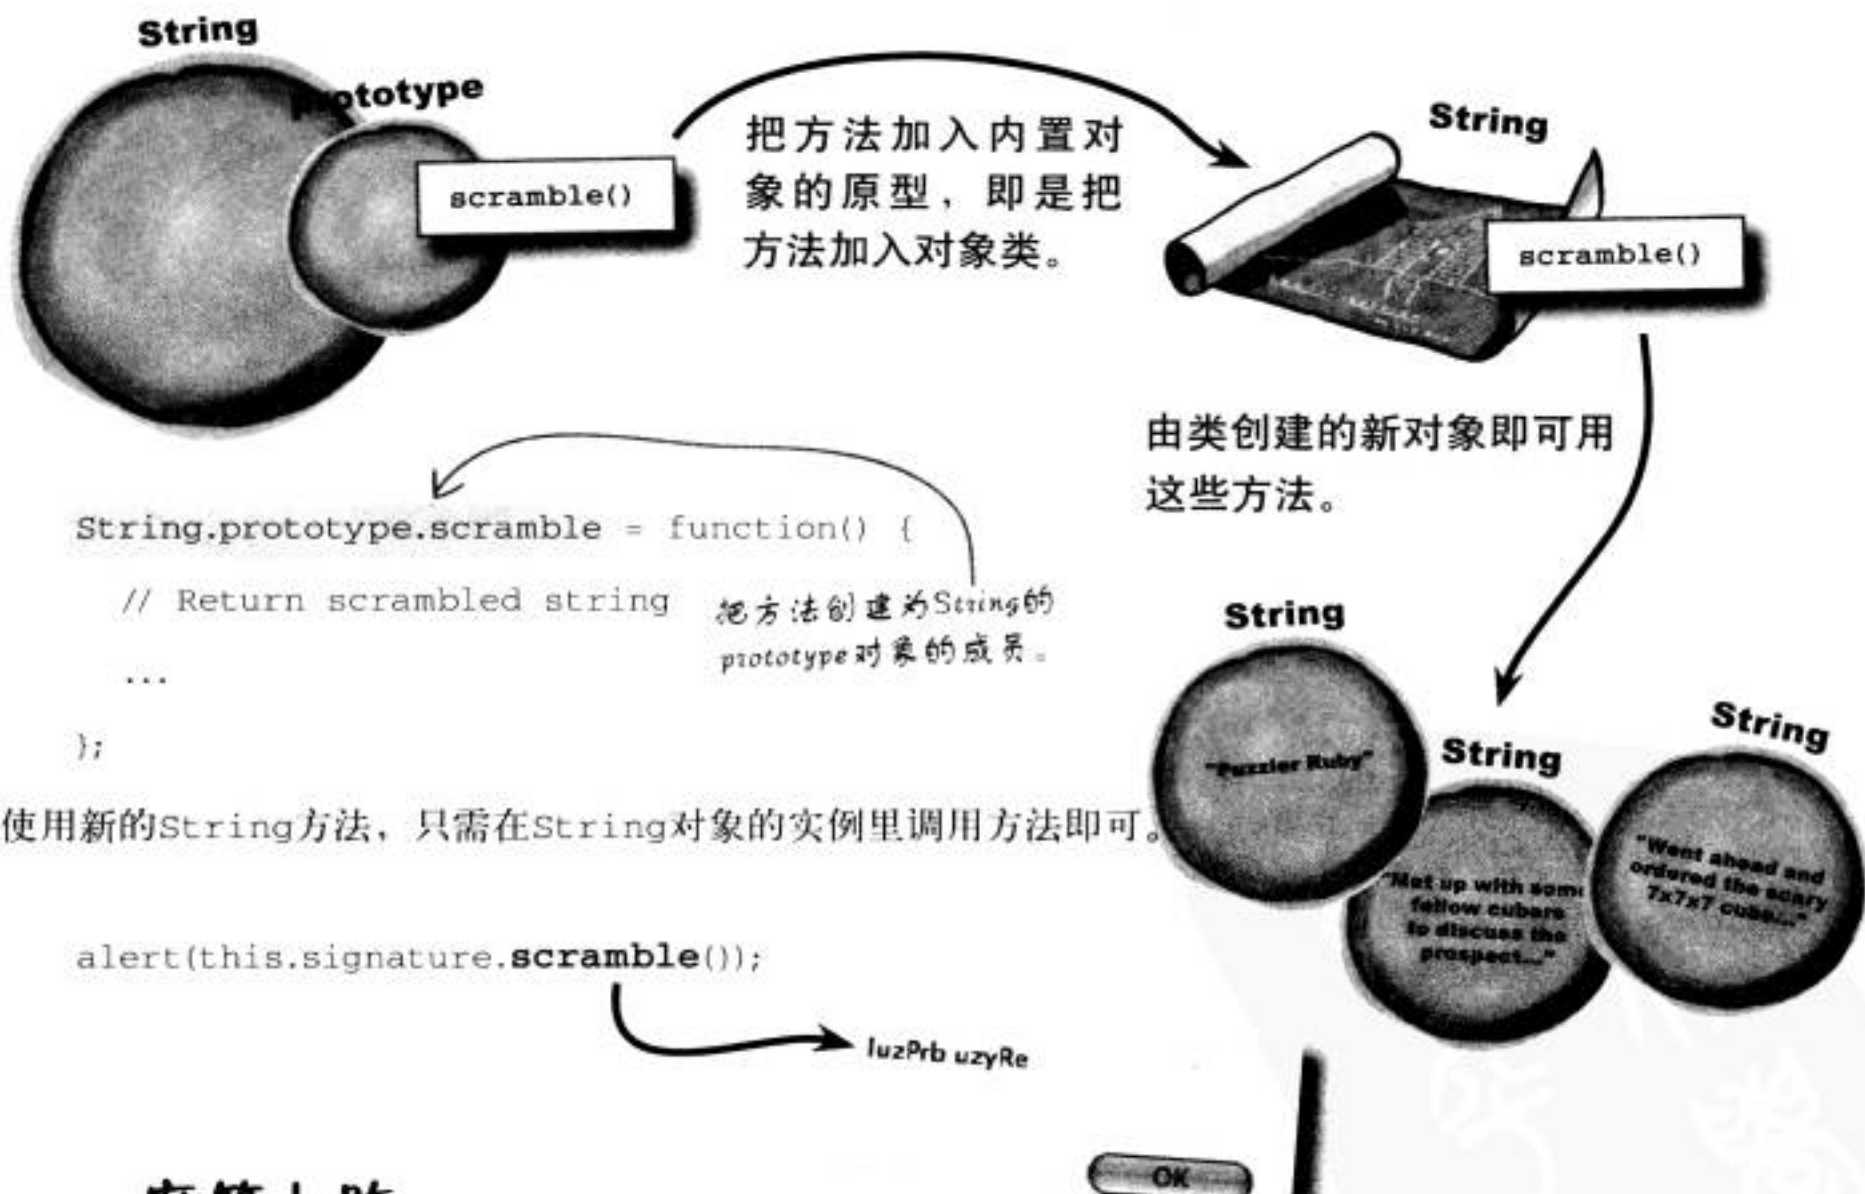 String
prototype
scramble()
把方法加入内置对
象的原型，即是把
方法加入对象类。
String
scramble()
由类创建的新对象即可用
这些方法。
String.prototype.scramble = function() {
// Return scrambled string
...
};
把方法创建为String的
prototype对象的成员。
String
"Puzzler Ruby"
String
"Met up with some
fellow cubers
to discuss the
prospect..."
String
"Went ahead and
ordered the scary
7x7x7 cube..."
使用新的String方法，只需在String对象的实例里调用方法即可。
alert(this.signature.scramble());
luzPrb uzyRe
OK